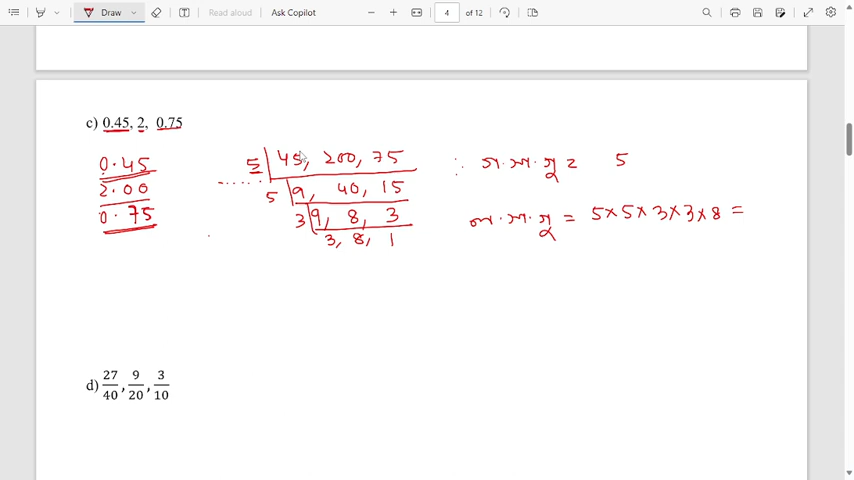 Draw
Read aloud
Ask Copilot
4 of 12
c) 0.45, 2, 0.75
0.45
2.00
0.75
5 | 45, 200, 75
5 | 9, 40, 15
3 | 9, 8, 3
3, 8, 1
∴ = 5
= 5×5×3×3×8 =
d) 27/40, 9/20, 3/10